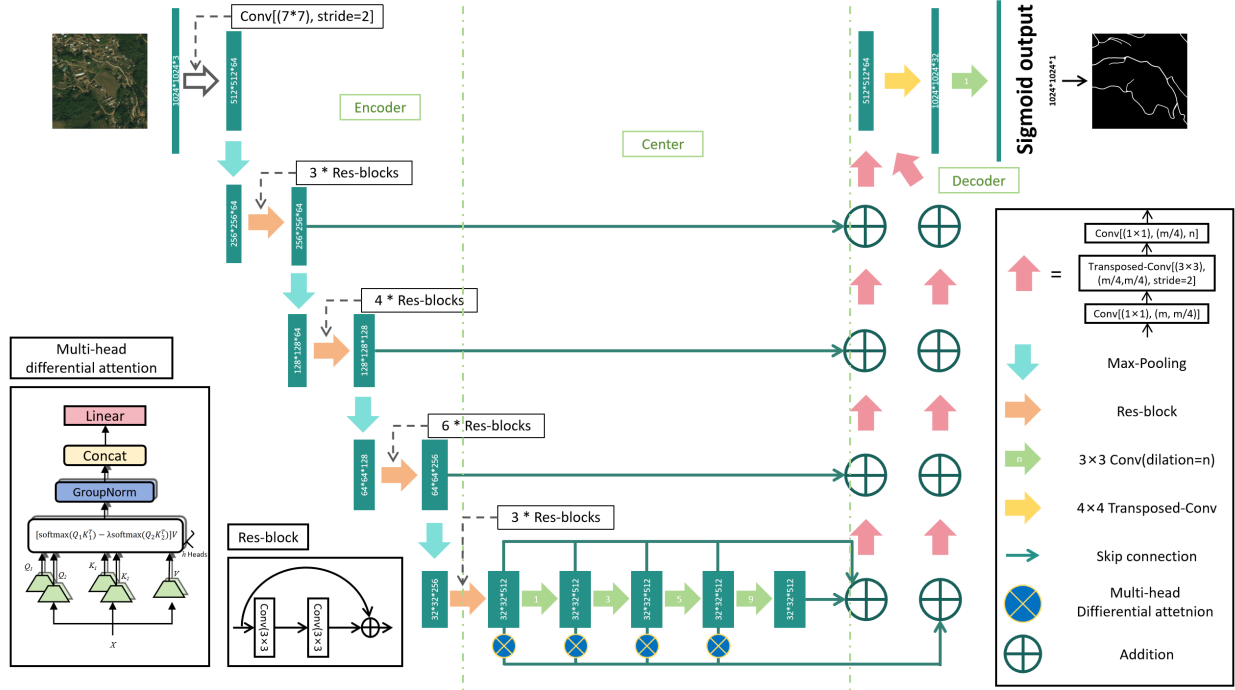 Conv[(7*7), stride=2]
1024*1024*3
512*512*64
Encoder
Center
512*512*64
1024*1024*32
1
Sigmoid output
1024*1024*1
Decoder
3 * Res-blocks
256*256*64
256*256*64
4 * Res-blocks
128*128*64
128*128*128
6 * Res-blocks
64*64*128
64*64*256
3 * Res-blocks
32*32*256
32*32*512
1
32*32*512
3
32*32*512
5
32*32*512
9
32*32*512
Multi-head
differential attention
Linear
Concat
GroupNorm
[softmax(Q₁K₁ᵀ) − λsoftmax(Q₂K₂ᵀ)]V
h Heads
Q₁
Q₂
K₁
K₂
V
X
Res-block
Conv(3×3
Conv(3×3
=
Conv[(1×1), (m/4), n]
Transposed-Conv[(3×3),
(m/4,m/4), stride=2]
Conv[(1×1), (m, m/4)]
Max-Pooling
Res-block
n
3×3 Conv(dilation=n)
4×4 Transposed-Conv
Skip connection
Multi-head
Diffierential attetnion
Addition